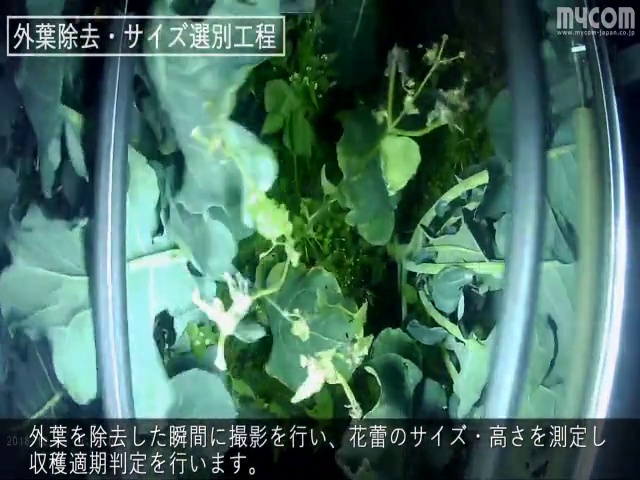 外葉除去・サイズ選別工程
mycom
www.mycom-japan.co.jp
外葉を除去した瞬間に撮影を行い、花蕾のサイズ・高さを測定し
収穫適期判定を行います。